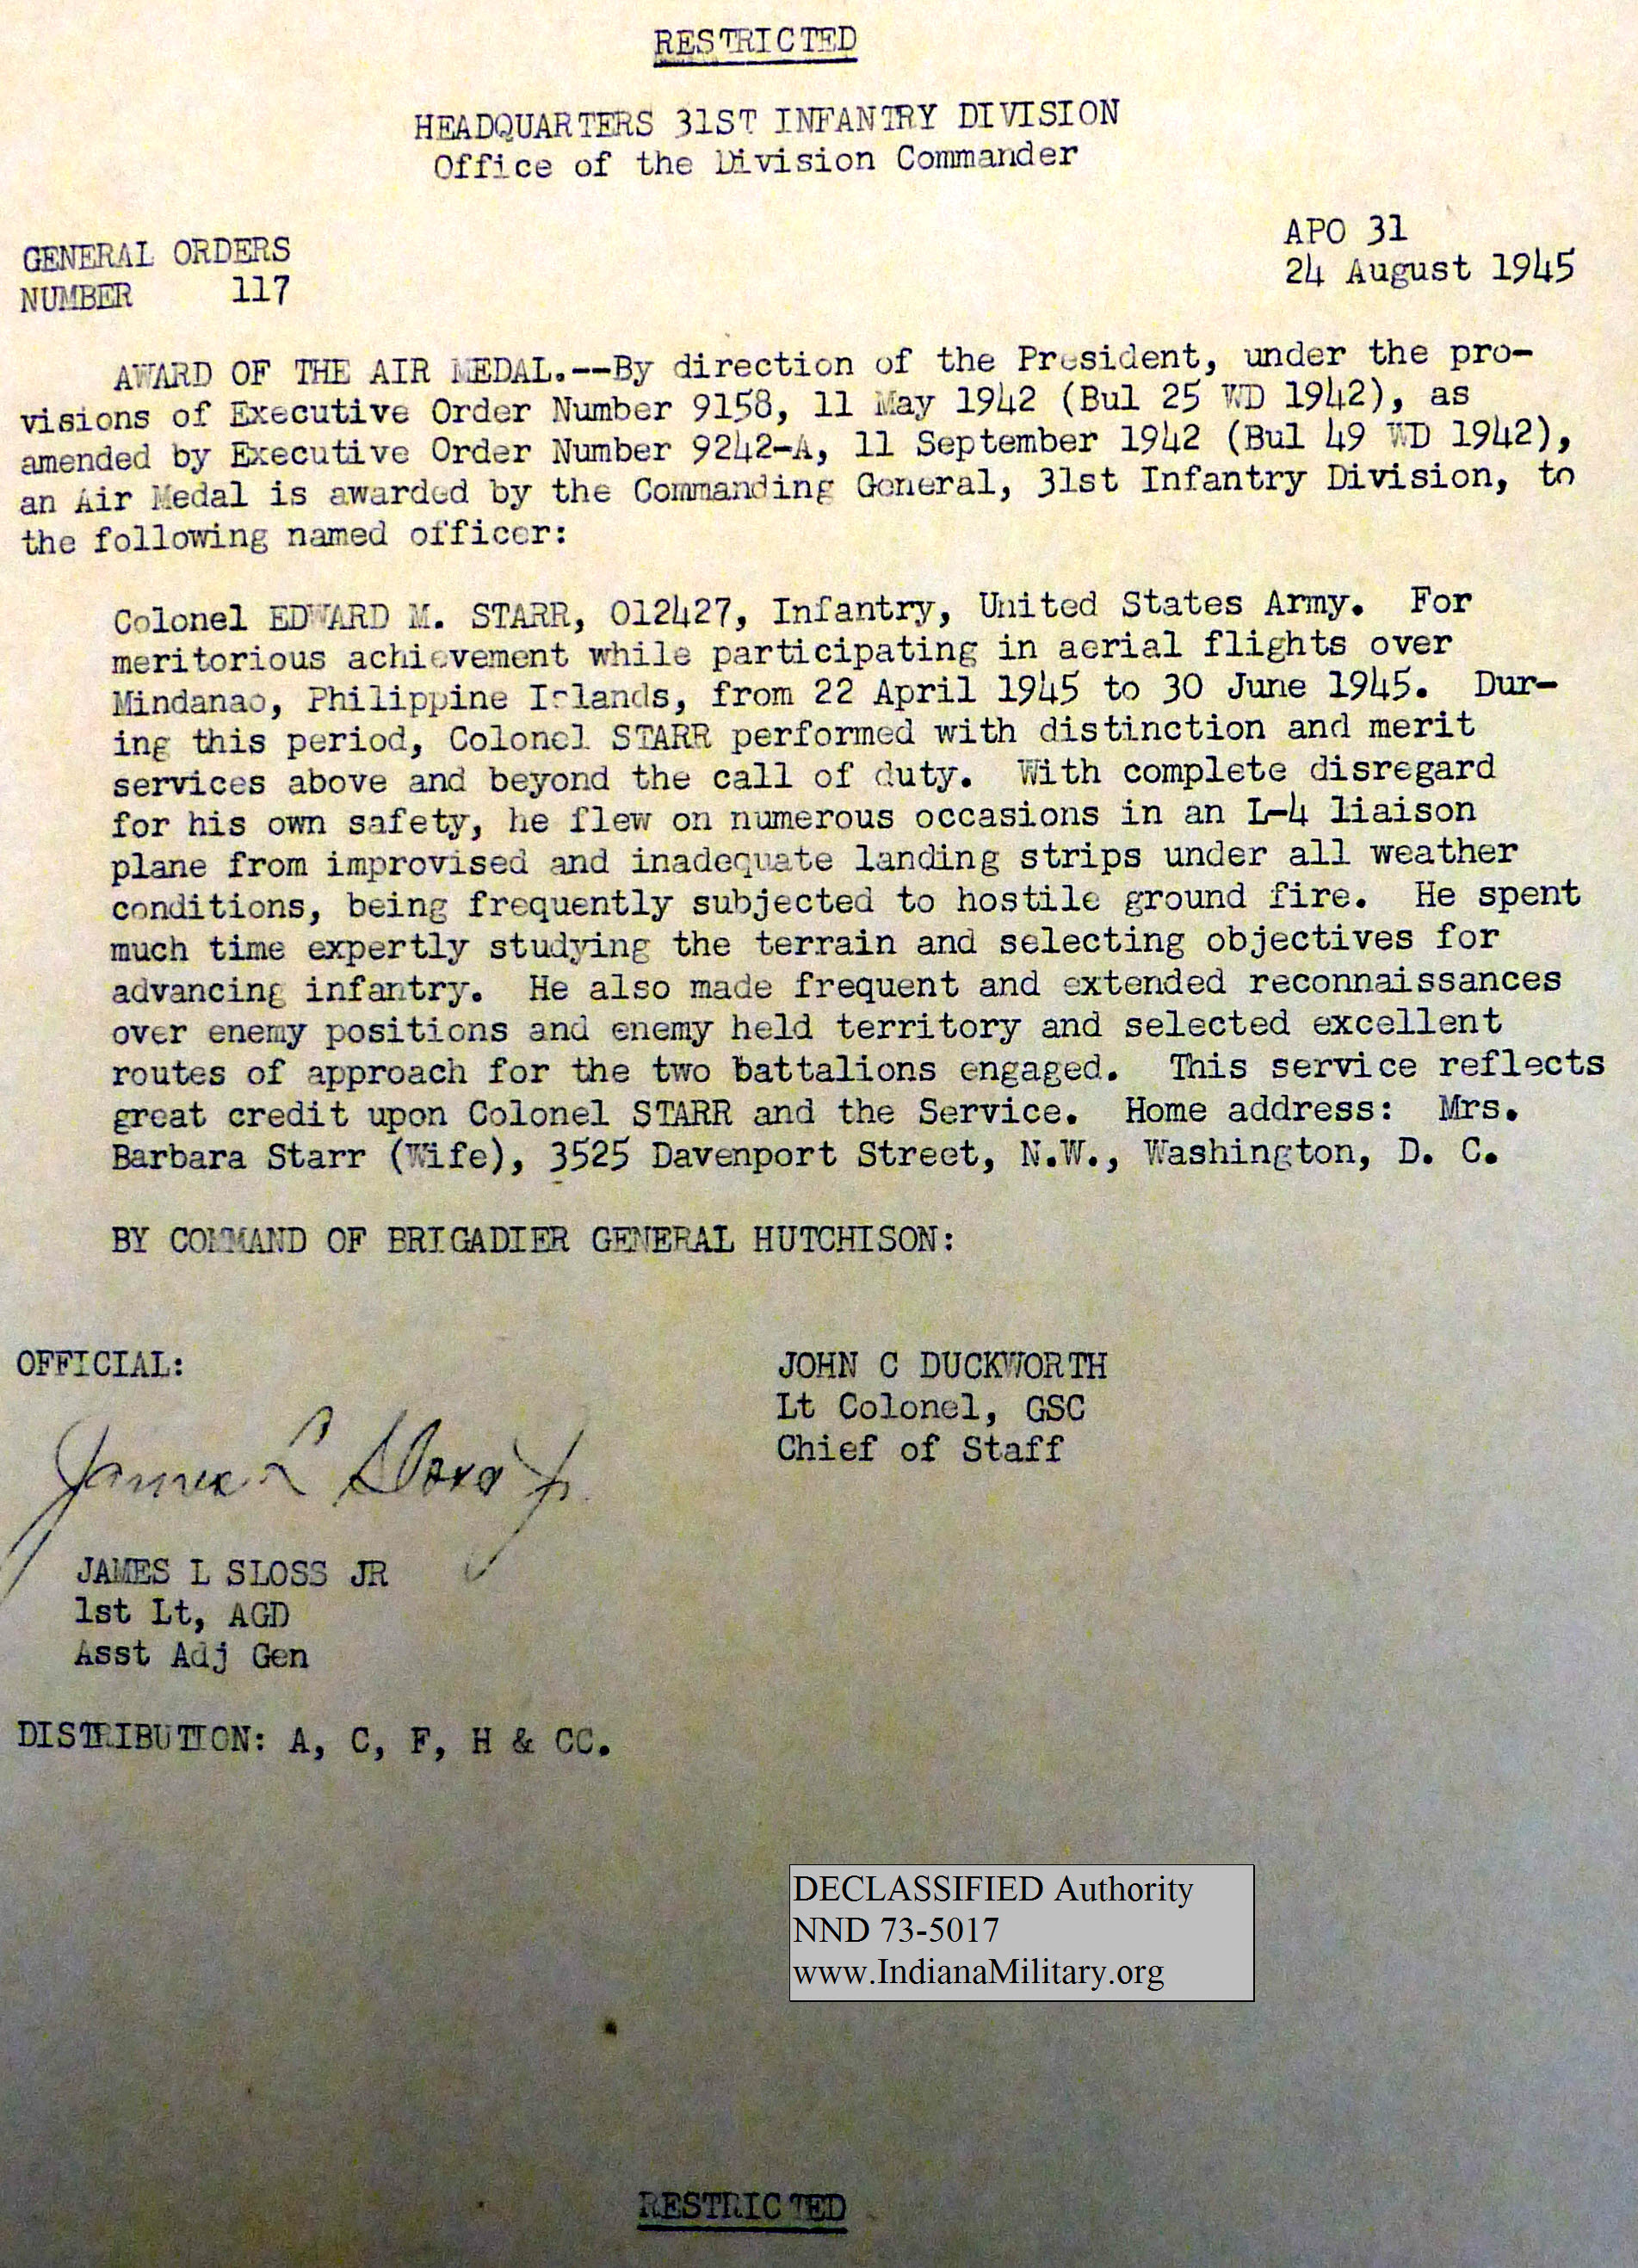 RESTRICTED
HEADQUARTERS 31ST INFANTRY DIVISION
Office of the Division Commander
APO 31
24 August 1945
GENERAL ORDERS
NUMBER 117
AWARD OF THE AIR MEDAL.--By direction of the President, under the pro-
visions of Executive Order Number 9158, 11 May 1942 (Bul 25 WD 1942), as
amended by Executive Order Number 9242-A, 11 September 1942 (Bul 49 WD 1942),
an Air Medal is awarded by the Commanding General, 31st Infantry Division, to
the following named officer:
Colonel EDWARD M. STARR, O12427, Infantry, United States Army. For
meritorious achievement while participating in aerial flights over
Mindanao, Philippine Islands, from 22 April 1945 to 30 June 1945. Dur-
ing this period, Colonel STARR performed with distinction and merit
services above and beyond the call of duty. With complete disregard
for his own safety, he flew on numerous occasions in an L-4 liaison
plane from improvised and inadequate landing strips under all weather
conditions, being frequently subjected to hostile ground fire. He spent
much time expertly studying the terrain and selecting objectives for
advancing infantry. He also made frequent and extended reconnaissances
over enemy positions and enemy held territory and selected excellent
routes of approach for the two battalions engaged. This service reflects
great credit upon Colonel STARR and the Service. Home address: Mrs.
Barbara Starr (Wife), 3525 Davenport Street, N.W., Washington, D. C.
BY COMMAND OF BRIGADIER GENERAL HUTCHISON:
OFFICIAL:
JOHN C DUCKWORTH
Lt Colonel, GSC
Chief of Staff
James L Sloss Jr.
JAMES L SLOSS JR
1st Lt, AGD
Asst Adj Gen
DISTRIBUTION: A, C, F, H & CC.
DECLASSIFIED Authority
NND 73-5017
www.IndianaMilitary.org
RESTRICTED